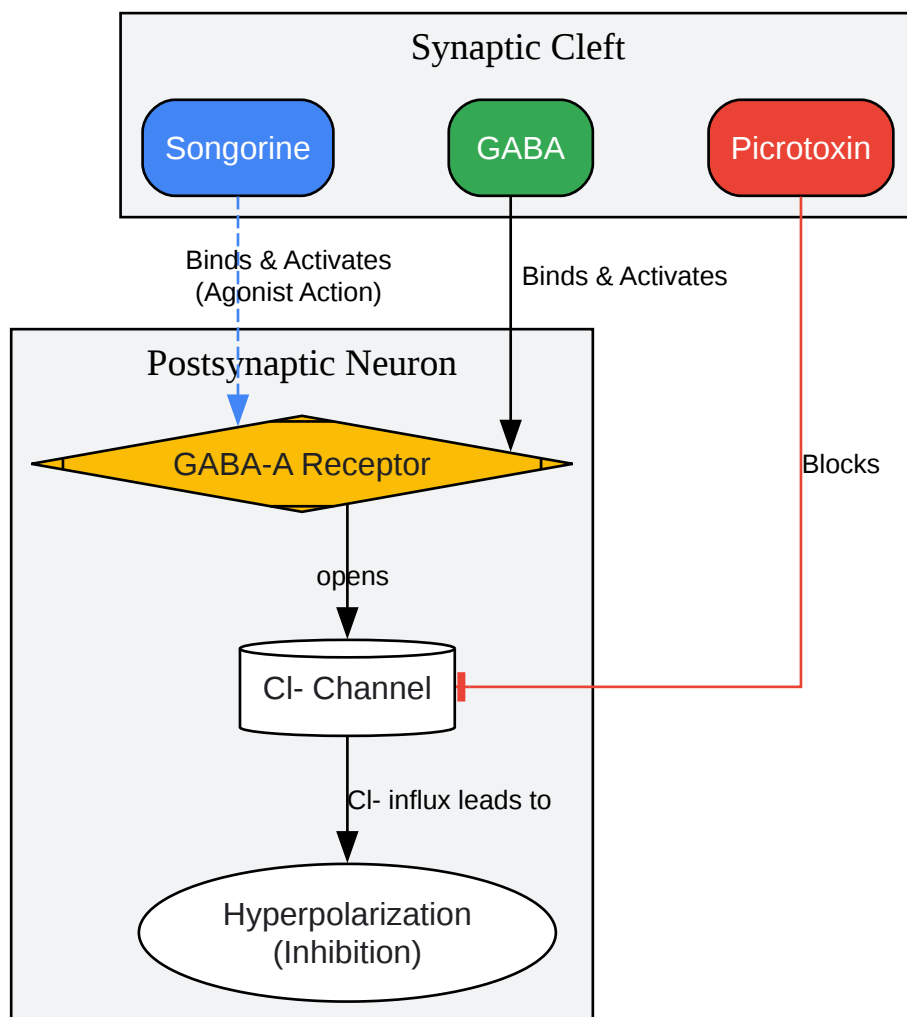 Synaptic Cleft
Songorine
GABA
Picrotoxin
Binds & Activates
(Agonist Action)
Binds & Activates
Postsynaptic Neuron
GABA-A Receptor
Blocks
opens
Cl- Channel
Cl- influx leads to
Hyperpolarization
(Inhibition)